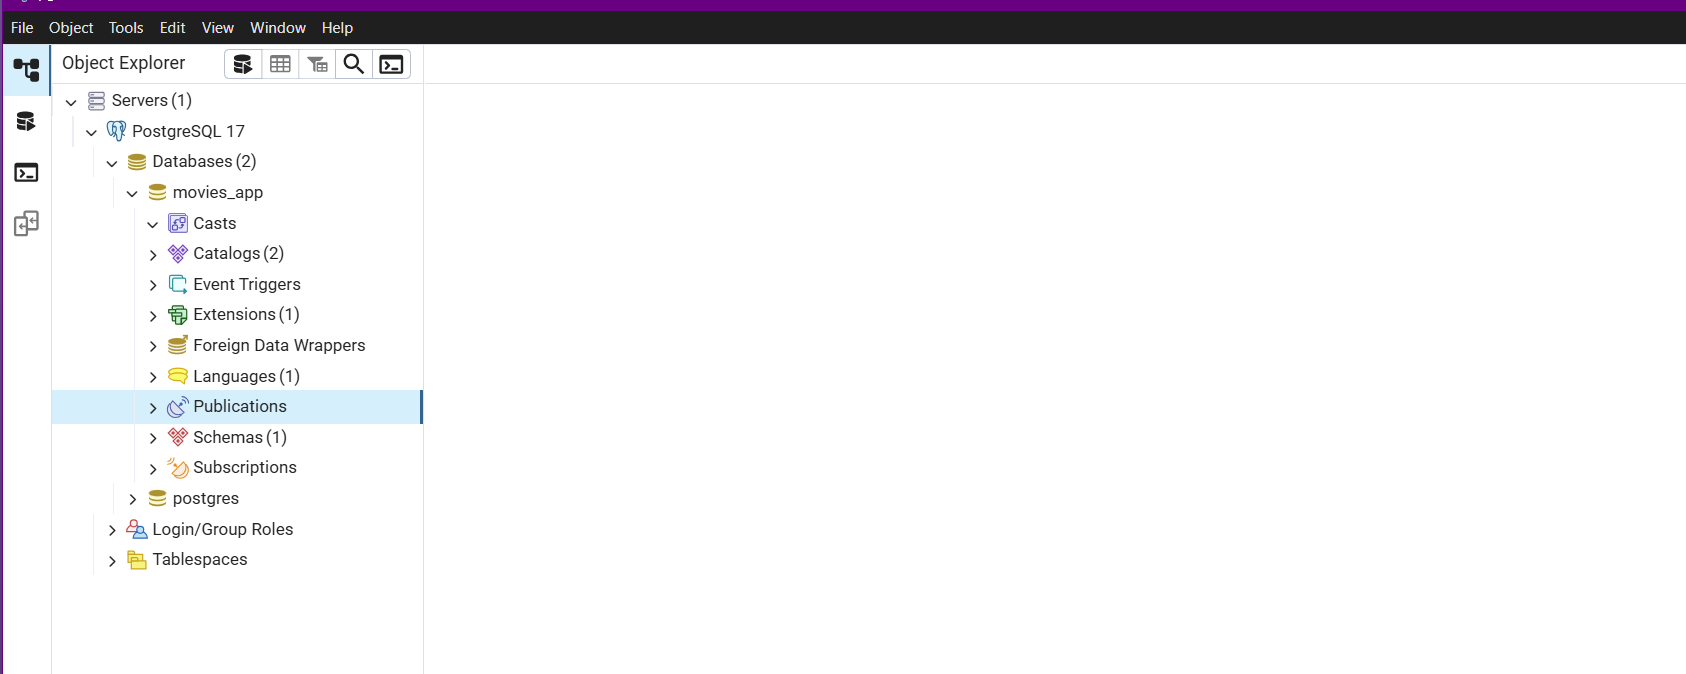 File Object Tools Edit View Window Help
Object Explorer
Servers (1)
PostgreSQL 17
Databases (2)
movies_app
Casts
Catalogs (2)
Event Triggers
Extensions (1)
Foreign Data Wrappers
Languages (1)
Publications
Schemas (1)
Subscriptions
postgres
Login/Group Roles
Tablespaces